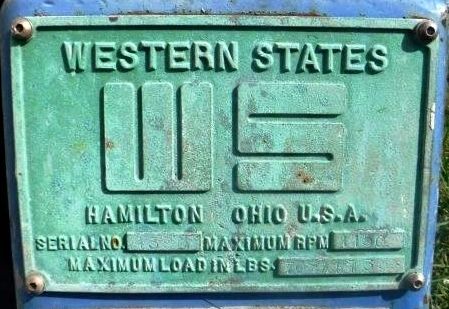 WESTERN STATES
WS
HAMILTON OHIO U.S.A.
SERIAL NO. MAXIMUM RPM
MAXIMUM LOAD IN LBS.